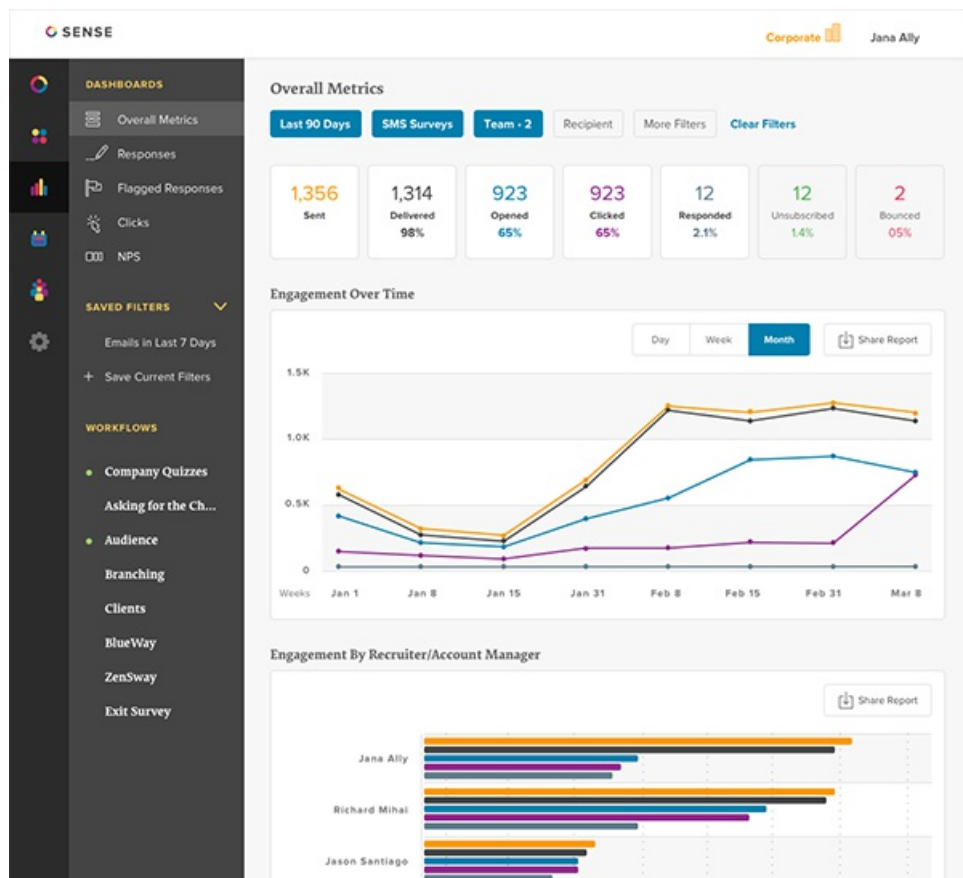 SENSE
Corporate
Jana Ally
DASHBOARDS
Overall Metrics
Responses
Flagged Responses
Clicks
NPS
SAVED FILTERS
Emails in Last 7 Days
+ Save Current Filters
WORKFLOWS
Company Quizzes
Asking for the Ch...
Audience
Branching
Clients
BlueWay
ZenSway
Exit Survey
Overall Metrics
Last 90 Days
SMS Surveys
Team - 2
Recipient
More Filters
Clear Filters
1,356
Sent
1,314
Delivered
98%
923
Opened
65%
923
Clicked
65%
12
Responded
2.1%
12
Unsubscribed
1.4%
2
Bounced
05%
Engagement Over Time
Day
Week
Month
Share Report
1.5K
1.0K
0.5K
0
Weeks
Jan 1
Jan 8
Jan 15
Jan 31
Feb 8
Feb 15
Feb 31
Mar 8
Engagement By Recruiter/Account Manager
Share Report
Jana Ally
Richard Mihai
Jason Santiago